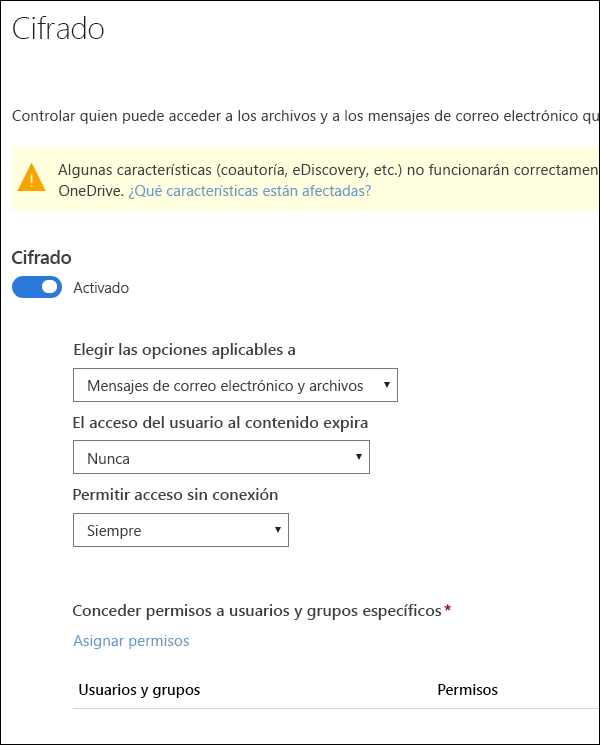 Cifrado
Controlar quien puede acceder a los archivos y a los mensajes de correo electrónico qu
Algunas características (coautoría, eDiscovery, etc.) no funcionarán correctamen
OneDrive. ¿Qué características están afectadas?
Cifrado
Activado
Elegir las opciones aplicables a
Mensajes de correo electrónico y archivos
El acceso del usuario al contenido expira
Nunca
Permitir acceso sin conexión
Siempre
Conceder permisos a usuarios y grupos específicos*
Asignar permisos
Usuarios y grupos Permisos